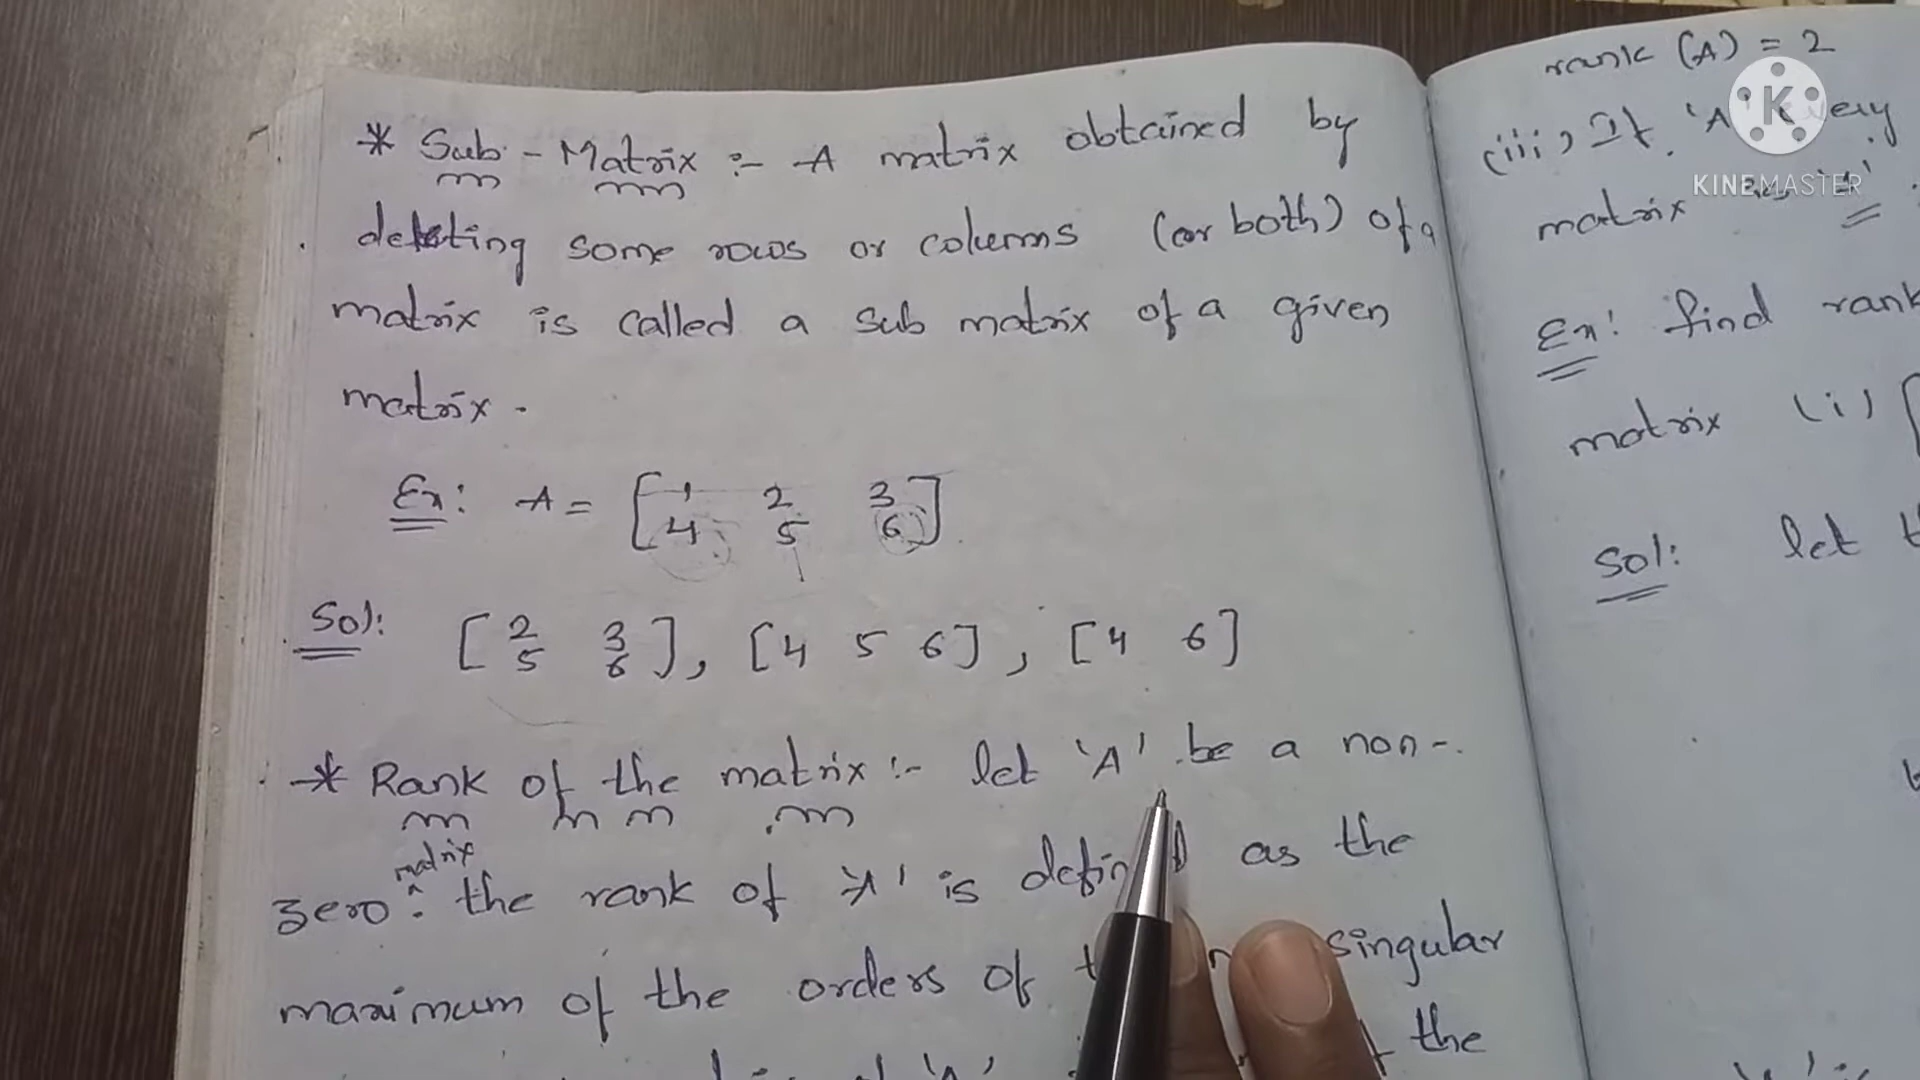 * Sub-Matrix :- A matrix obtained by
deleting some rows or columns (or both) of a
matrix is called a sub matrix of a given
matrix.
Ex: A = [1 2 3
4 5 6]
Sol: [2 3
5 6], [4 5 6], [4 6]
* Rank of the matrix :- let 'A' be a non-
matrix
zero. the rank of 'A' is defin as the
maximum of the orders of singular
the
rank (A) = 2
(iii) If 'A'
matrix
Ex: find rank
matrix (i) [
Sol: let
K
KINEMASTER